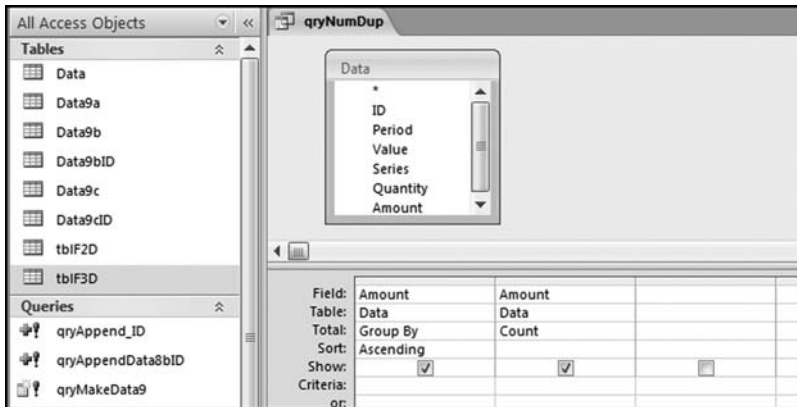 All Access Objects
Tables
Data
Data9a
Data9b
Data9bID
Data9c
Data9cID
tblF2D
tblF3D
Queries
qryAppend_ID
qryAppendData8bID
qryMakeData9
qryNumDup
Data
*
ID
Period
Value
Series
Quantity
Amount
Field: Amount Amount
Table: Data Data
Total: Group By Count
Sort: Ascending
Show:
Criteria:
or: